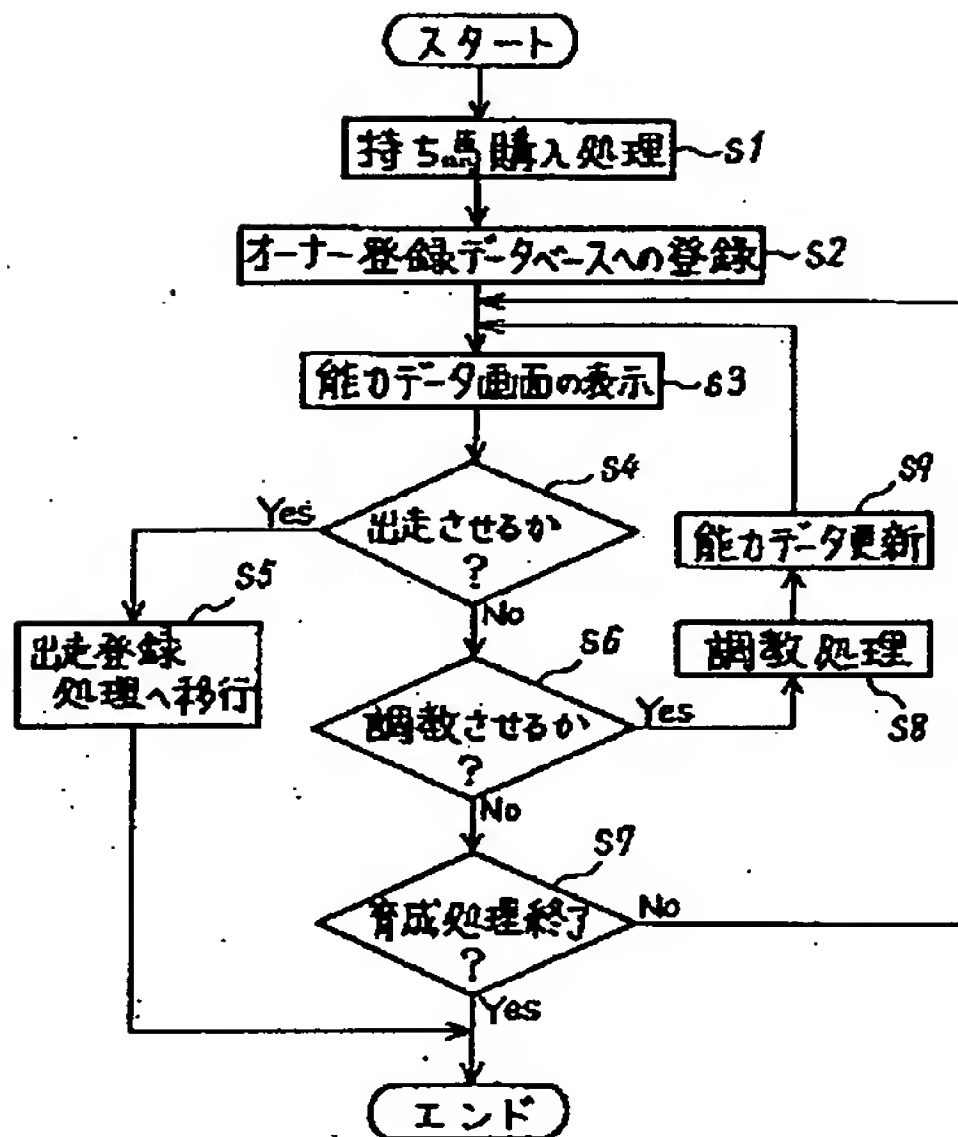 スタート
持ち馬購入処理
S1
オーナー登録データベースへの登録
S2
能力データ画面の表示
S3
S4
出走させるか
?
Yes
No
S5
出走登録
処理へ移行
S6
調教させるか
?
Yes
No
S9
能力データ更新
調教処理
S8
S7
育成処理終了
?
No
Yes
エンド